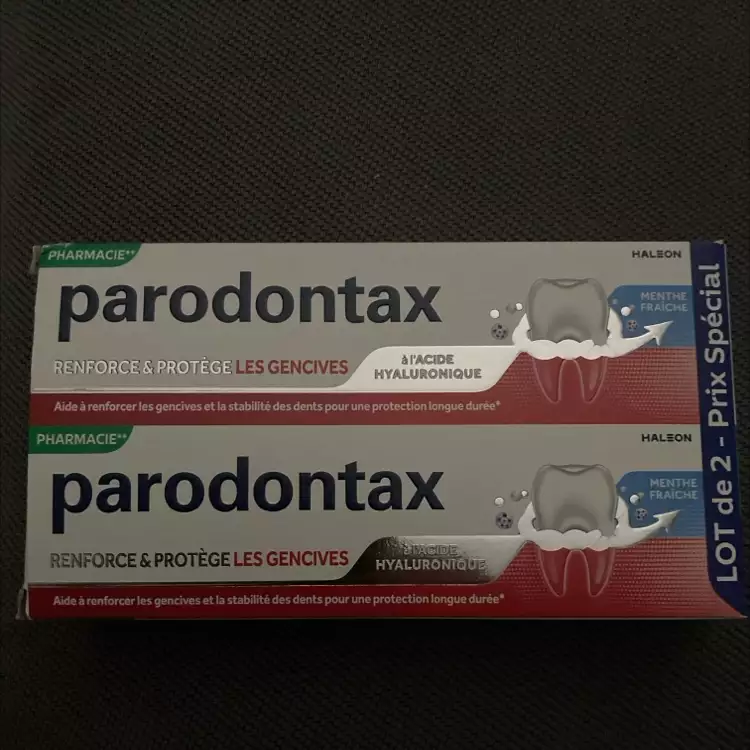 PHARMACIE**
HALEON
parodontax
MENTHE
FRAÎCHE
RENFORCE & PROTÈGE LES GENCIVES
à l'ACIDE
HYALURONIQUE
Aide à renforcer les gencives et la stabilité des dents pour une protection longue durée*
PHARMACIE**
HALEON
parodontax
MENTHE
FRAÎCHE
RENFORCE & PROTÈGE LES GENCIVES
à l'ACIDE
HYALURONIQUE
Aide à renforcer les gencives et la stabilité des dents pour une protection longue durée*
LOT de 2 - Prix Spécial